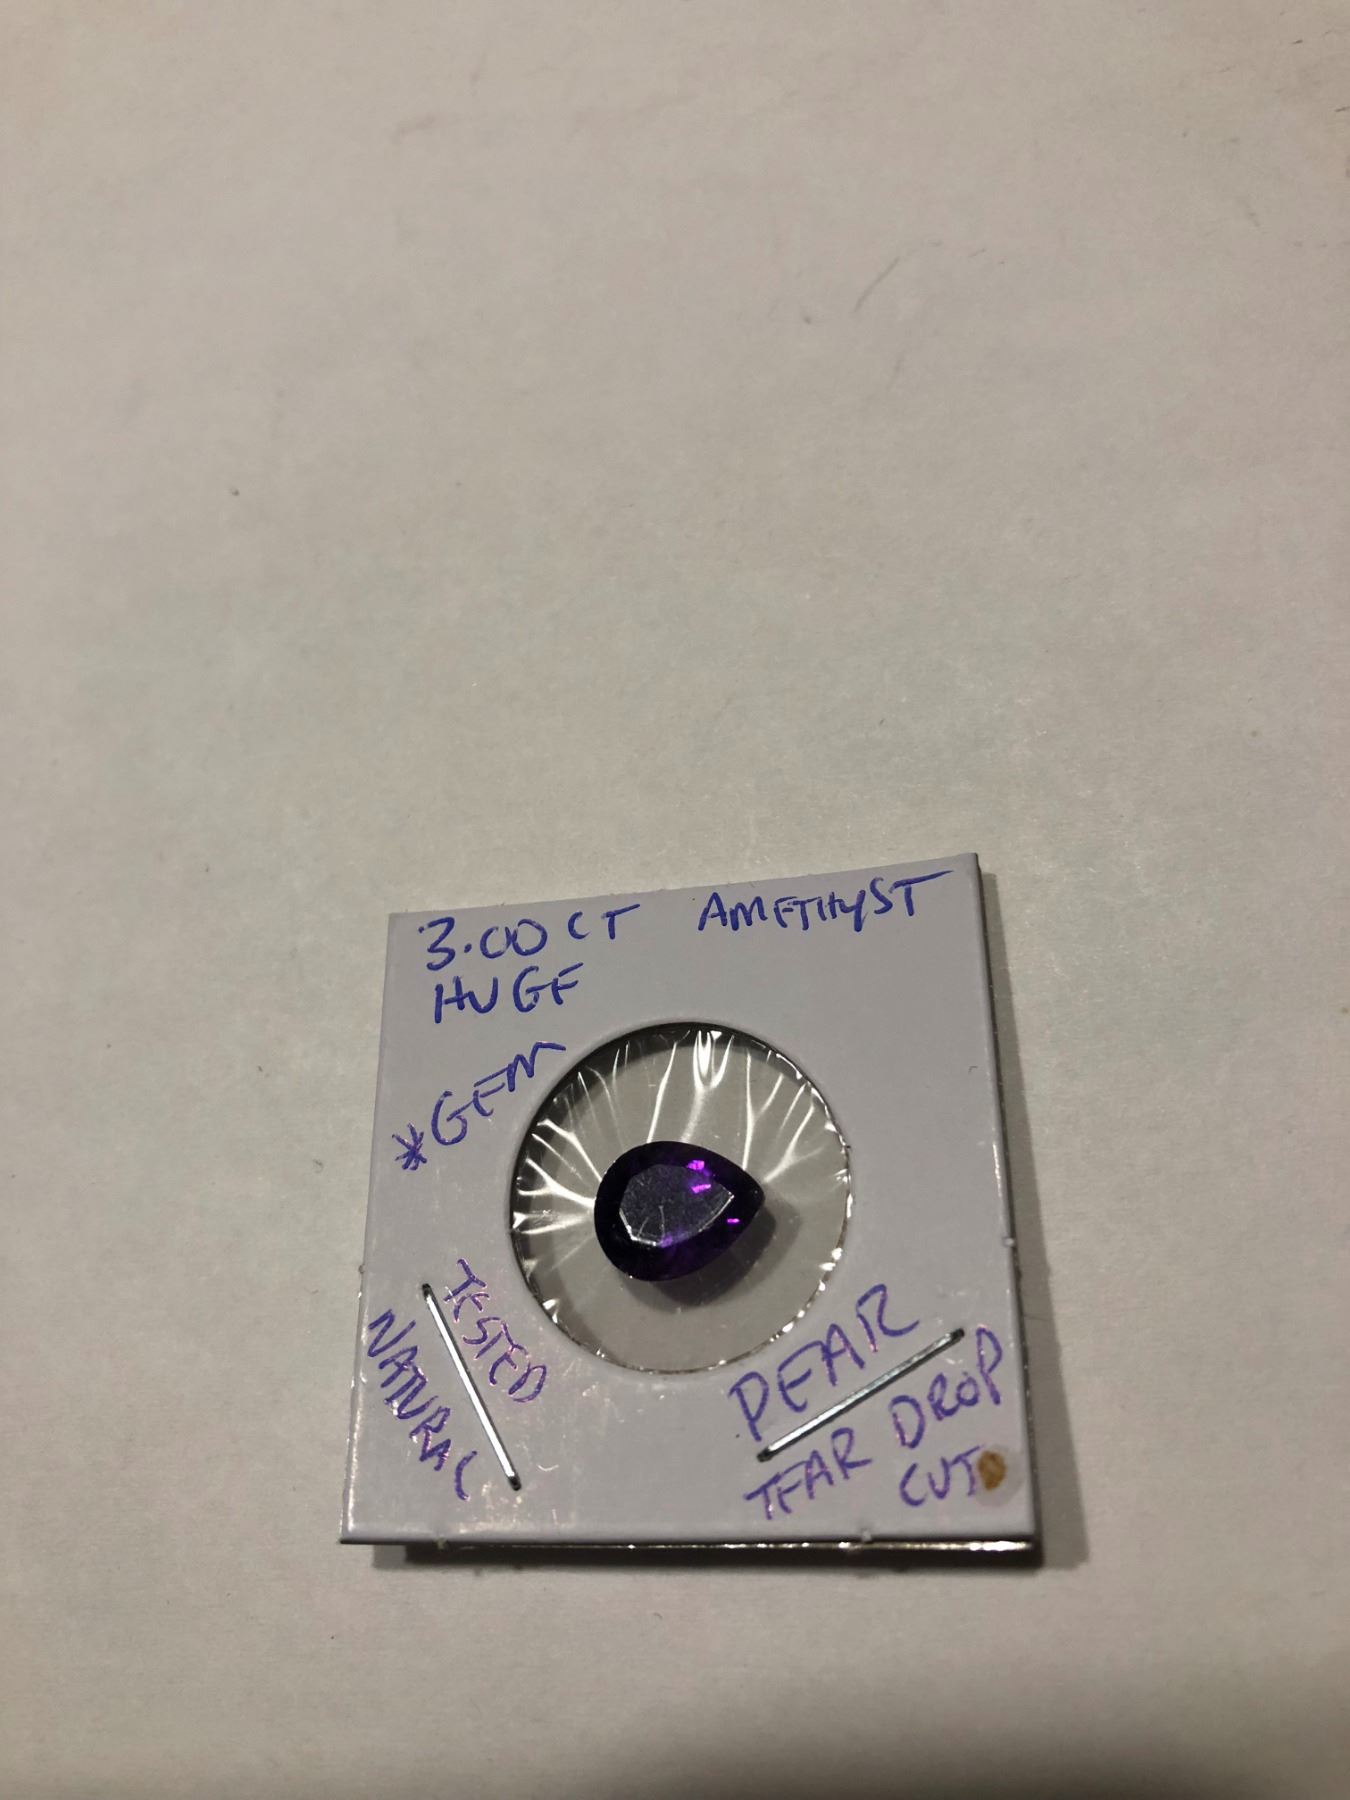 3.00 CT AMETHYST
HUGE
*GEM
TESTED
NATURAL
PEAR
TEAR DROP
CUT